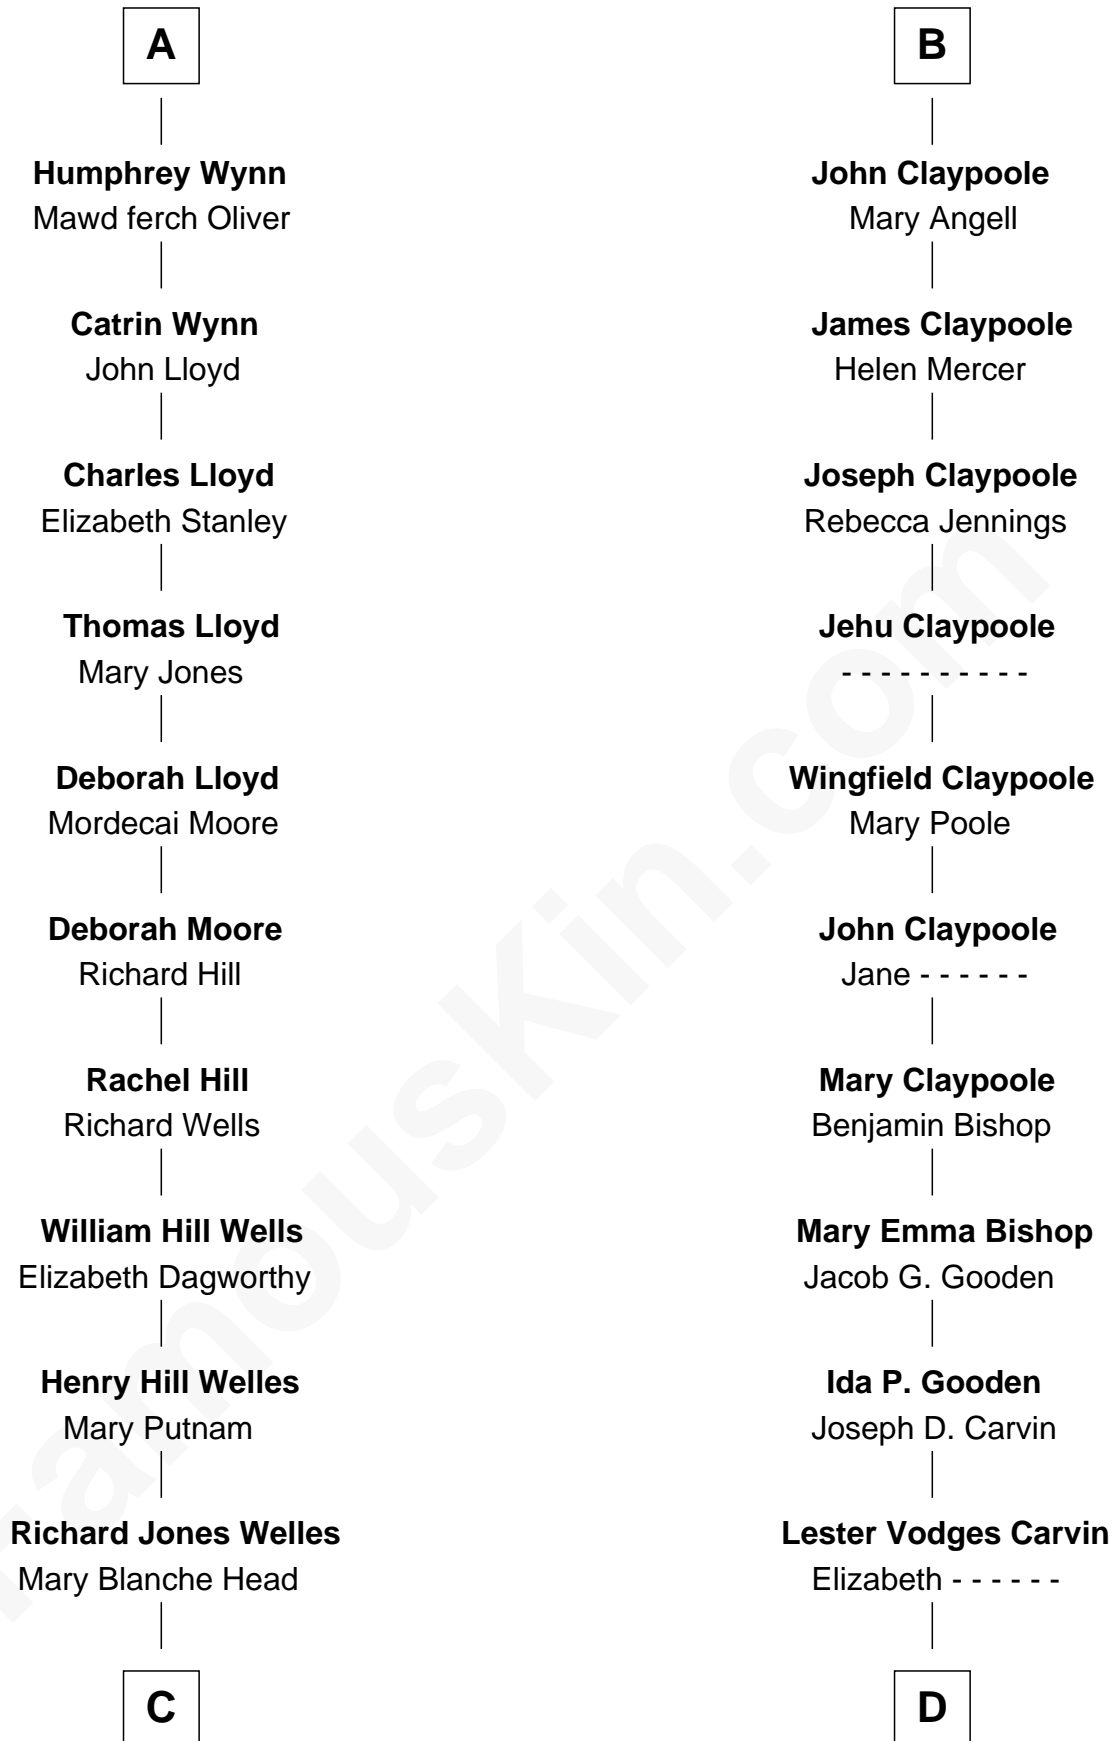 A
Humphrey Wynn
Mawd ferch Oliver
Catrin Wynn
John Lloyd
Charles Lloyd
Elizabeth Stanley
Thomas Lloyd
Mary Jones
Deborah Lloyd
Mordecai Moore
Deborah Moore
Richard Hill
Rachel Hill
Richard Wells
William Hill Wells
Elizabeth Dagworthy
Henry Hill Welles
Mary Putnam
Richard Jones Welles
Mary Blanche Head
C
B
John Claypoole
Mary Angell
James Claypoole
Helen Mercer
Joseph Claypoole
Rebecca Jennings
Jehu Claypoole
- - - - - - - - - -
Wingfield Claypoole
Mary Poole
John Claypoole
Jane - - - - - -
Mary Claypoole
Benjamin Bishop
Mary Emma Bishop
Jacob G. Gooden
Ida P. Gooden
Joseph D. Carvin
Lester Vodges Carvin
Elizabeth - - - - - -
D
FamousKin.com